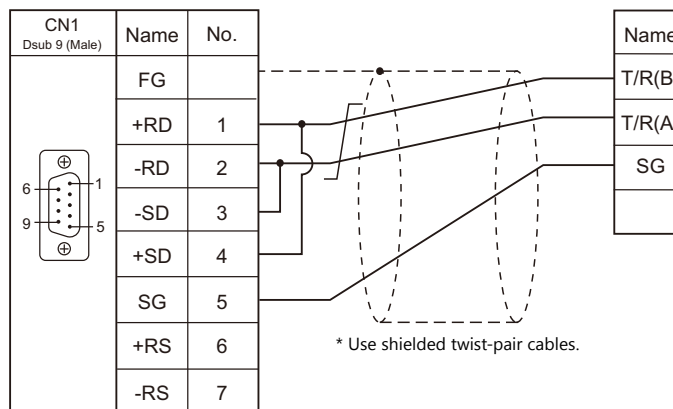 CN1
Dsub 9 (Male)
Name No.
FG
+RD 1
-RD 2
-SD 3
+SD 4
SG 5
+RS 6
-RS 7
6 1
9 5
* Use shielded twist-pair cables.
Name
T/R(B
T/R(A
SG